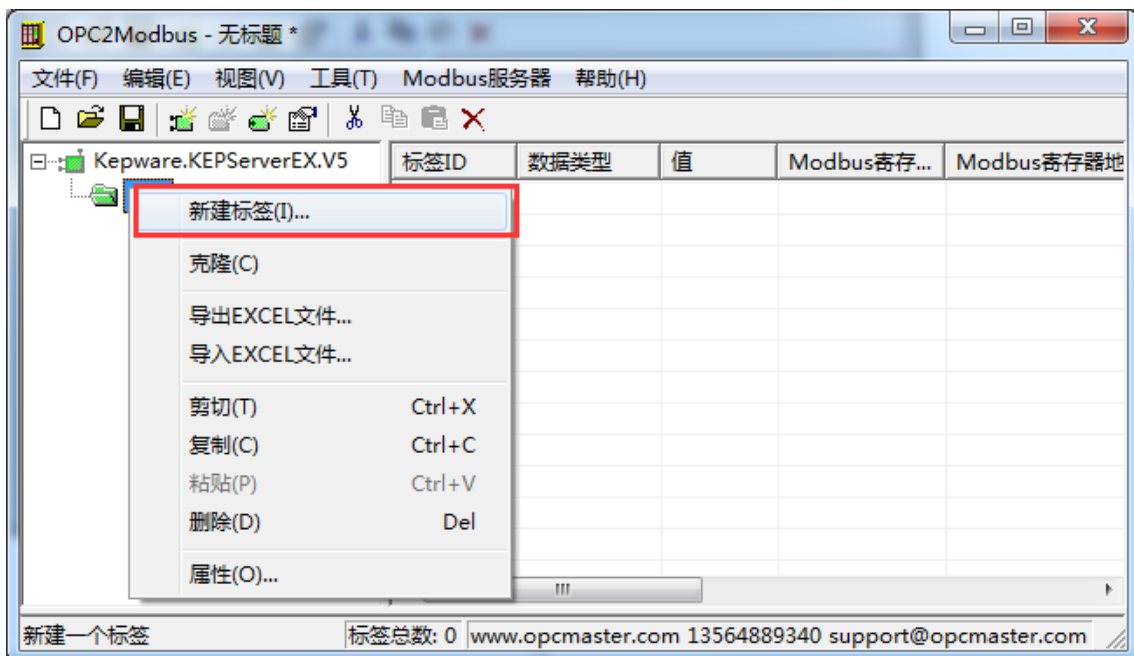 OPC2Modbus - 无标题 *
文件(F) 编辑(E) 视图(V) 工具(T) Modbus服务器 帮助(H)
Kepware.KEPServerEX.V5
标签ID 数据类型 值 Modbus寄存... Modbus寄存器地
新建标签(I)...
克隆(C)
导出EXCEL文件...
导入EXCEL文件...
剪切(T) Ctrl+X
复制(C) Ctrl+C
粘贴(P) Ctrl+V
删除(D) Del
属性(O)...
新建一个标签 标签总数: 0 www.opcmaster.com 13564889340 support@opcmaster.com